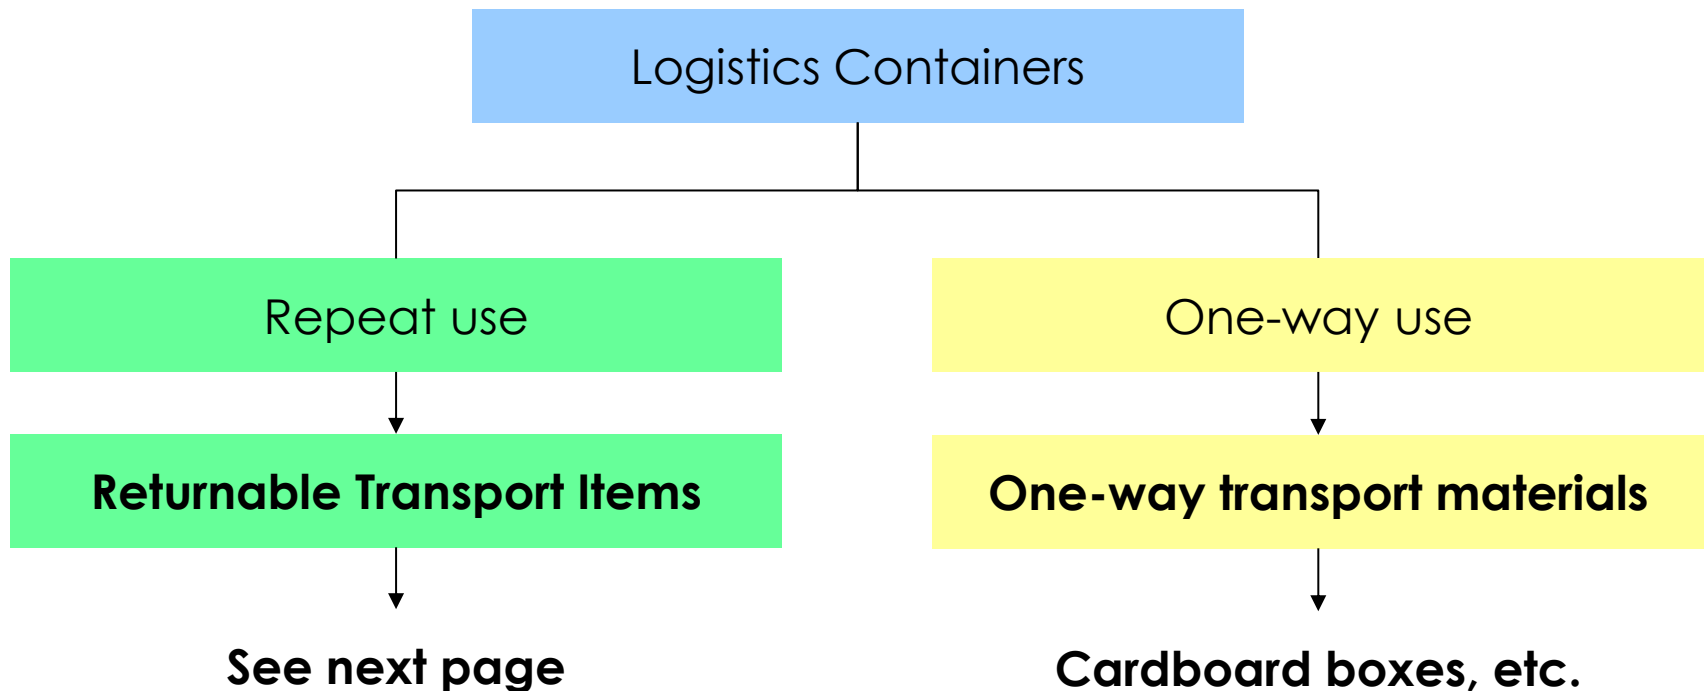 Logistics Containers
Repeat use
One-way use
Returnable Transport Items
One-way transport materials
See next page
Cardboard boxes, etc.